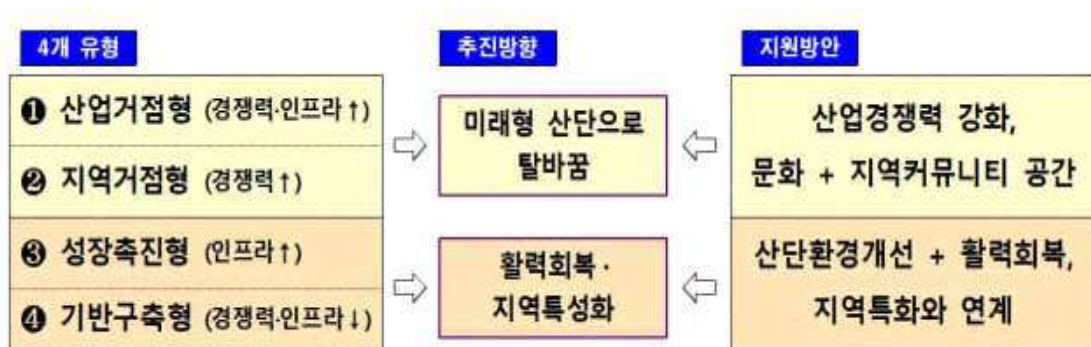 4개 유형
❶ 산업거점형 (경쟁력·인프라↑)
❷ 지역거점형 (경쟁력↑)
❸ 성장촉진형 (인프라↑)
❹ 기반구축형 (경쟁력·인프라↓)
추진방향
미래형 산단으로
탈바꿈
활력회복·
지역특성화
지원방안
산업경쟁력 강화,
문화 + 지역커뮤니티 공간
산단환경개선 + 활력회복,
지역특화와 연계